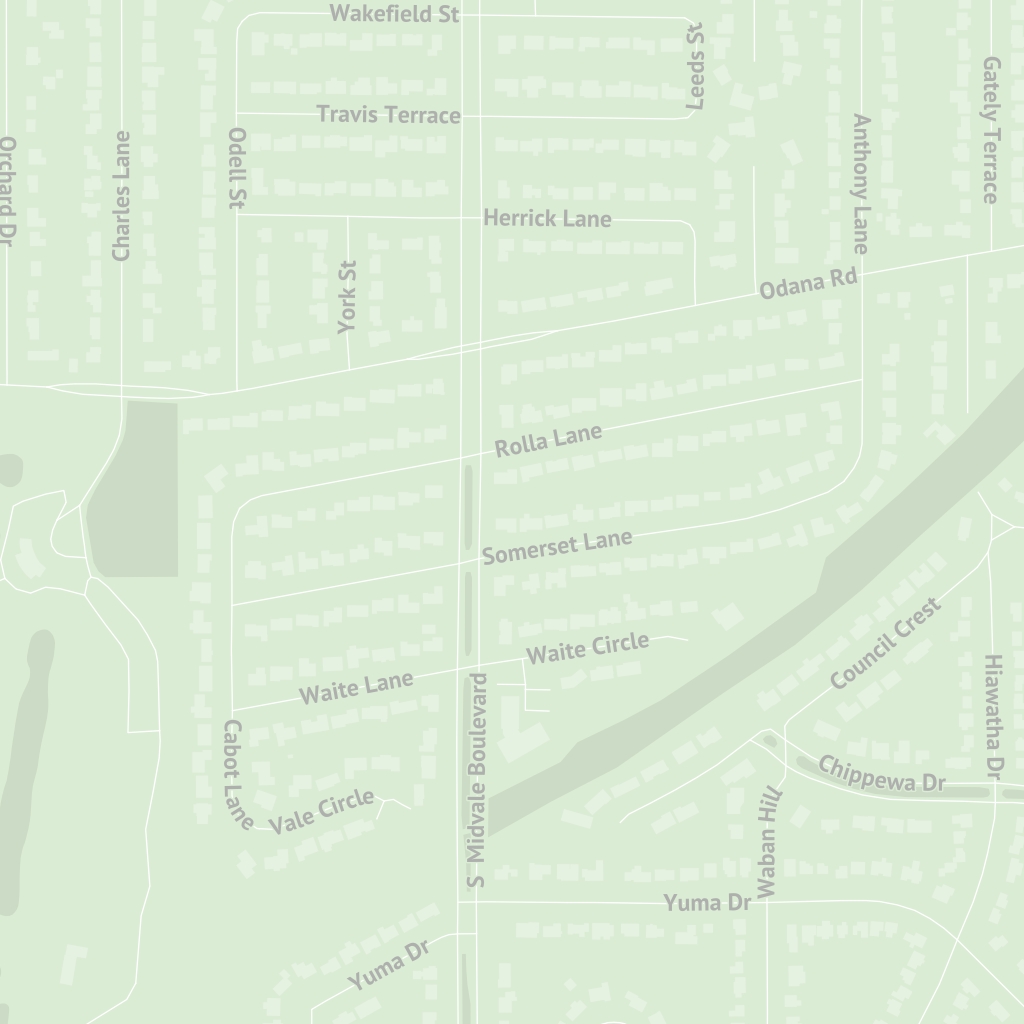 Wakefield St
Leeds St
Gately Terrace
Travis Terrace
Charles Lane
Orchard Dr
Odell St
Anthony Lane
Herrick Lane
York St
Odana Rd
Rolla Lane
Somerset Lane
Waite Circle
Council Crest
Waite Lane
Hiawatha Dr
Cabot Lane
S Midvale Boulevard
Chippewa Dr
Vale Circle
Waban Hill
Yuma Dr
Yuma Dr